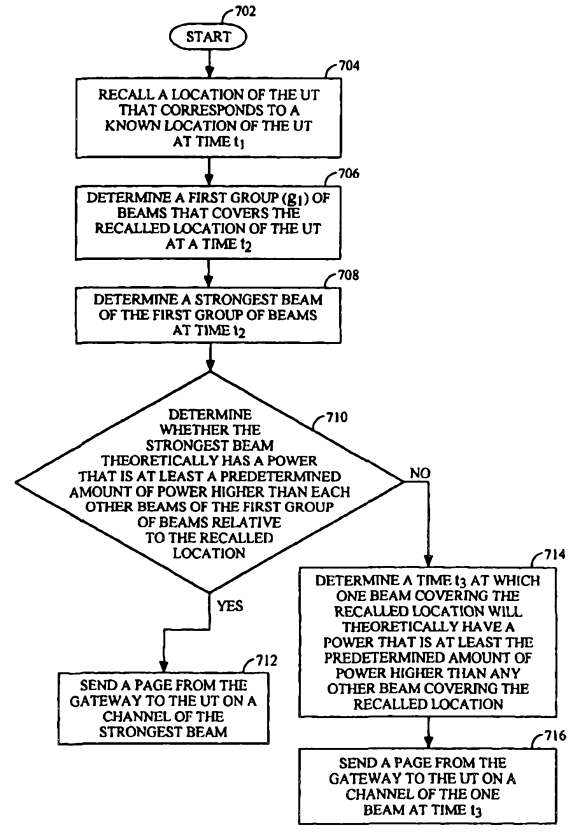 702
START
704
RECALL A LOCATION OF THE UT
THAT CORRESPONDS TO A
KNOWN LOCATION OF THE UT
AT TIME t1
706
DETERMINE A FIRST GROUP (g1) OF
BEAMS THAT COVERS THE
RECALLED LOCATION OF THE UT
AT A TIME t2
708
DETERMINE A STRONGEST BEAM
OF THE FIRST GROUP OF BEAMS
AT TIME t2
710
DETERMINE
WHETHER THE
STRONGEST BEAM
THEORETICALLY HAS A POWER
THAT IS AT LEAST A PREDETERMINED
AMOUNT OF POWER HIGHER THAN EACH
OTHER BEAMS OF THE FIRST GROUP
OF BEAMS RELATIVE
TO THE RECALLED
LOCATION
NO
YES
712
SEND A PAGE FROM THE
GATEWAY TO THE UT ON A
CHANNEL OF THE
STRONGEST BEAM
714
DETERMINE A TIME t3 AT WHICH
ONE BEAM COVERING THE
RECALLED LOCATION WILL
THEORETICALLY HAVE A
POWER THAT IS AT LEAST THE
PREDETERMINED AMOUNT OF
POWER HIGHER THAN ANY
OTHER BEAM COVERING THE
RECALLED LOCATION
716
SEND A PAGE FROM THE
GATEWAY TO THE UT ON A
CHANNEL OF THE ONE
BEAM AT TIME t3